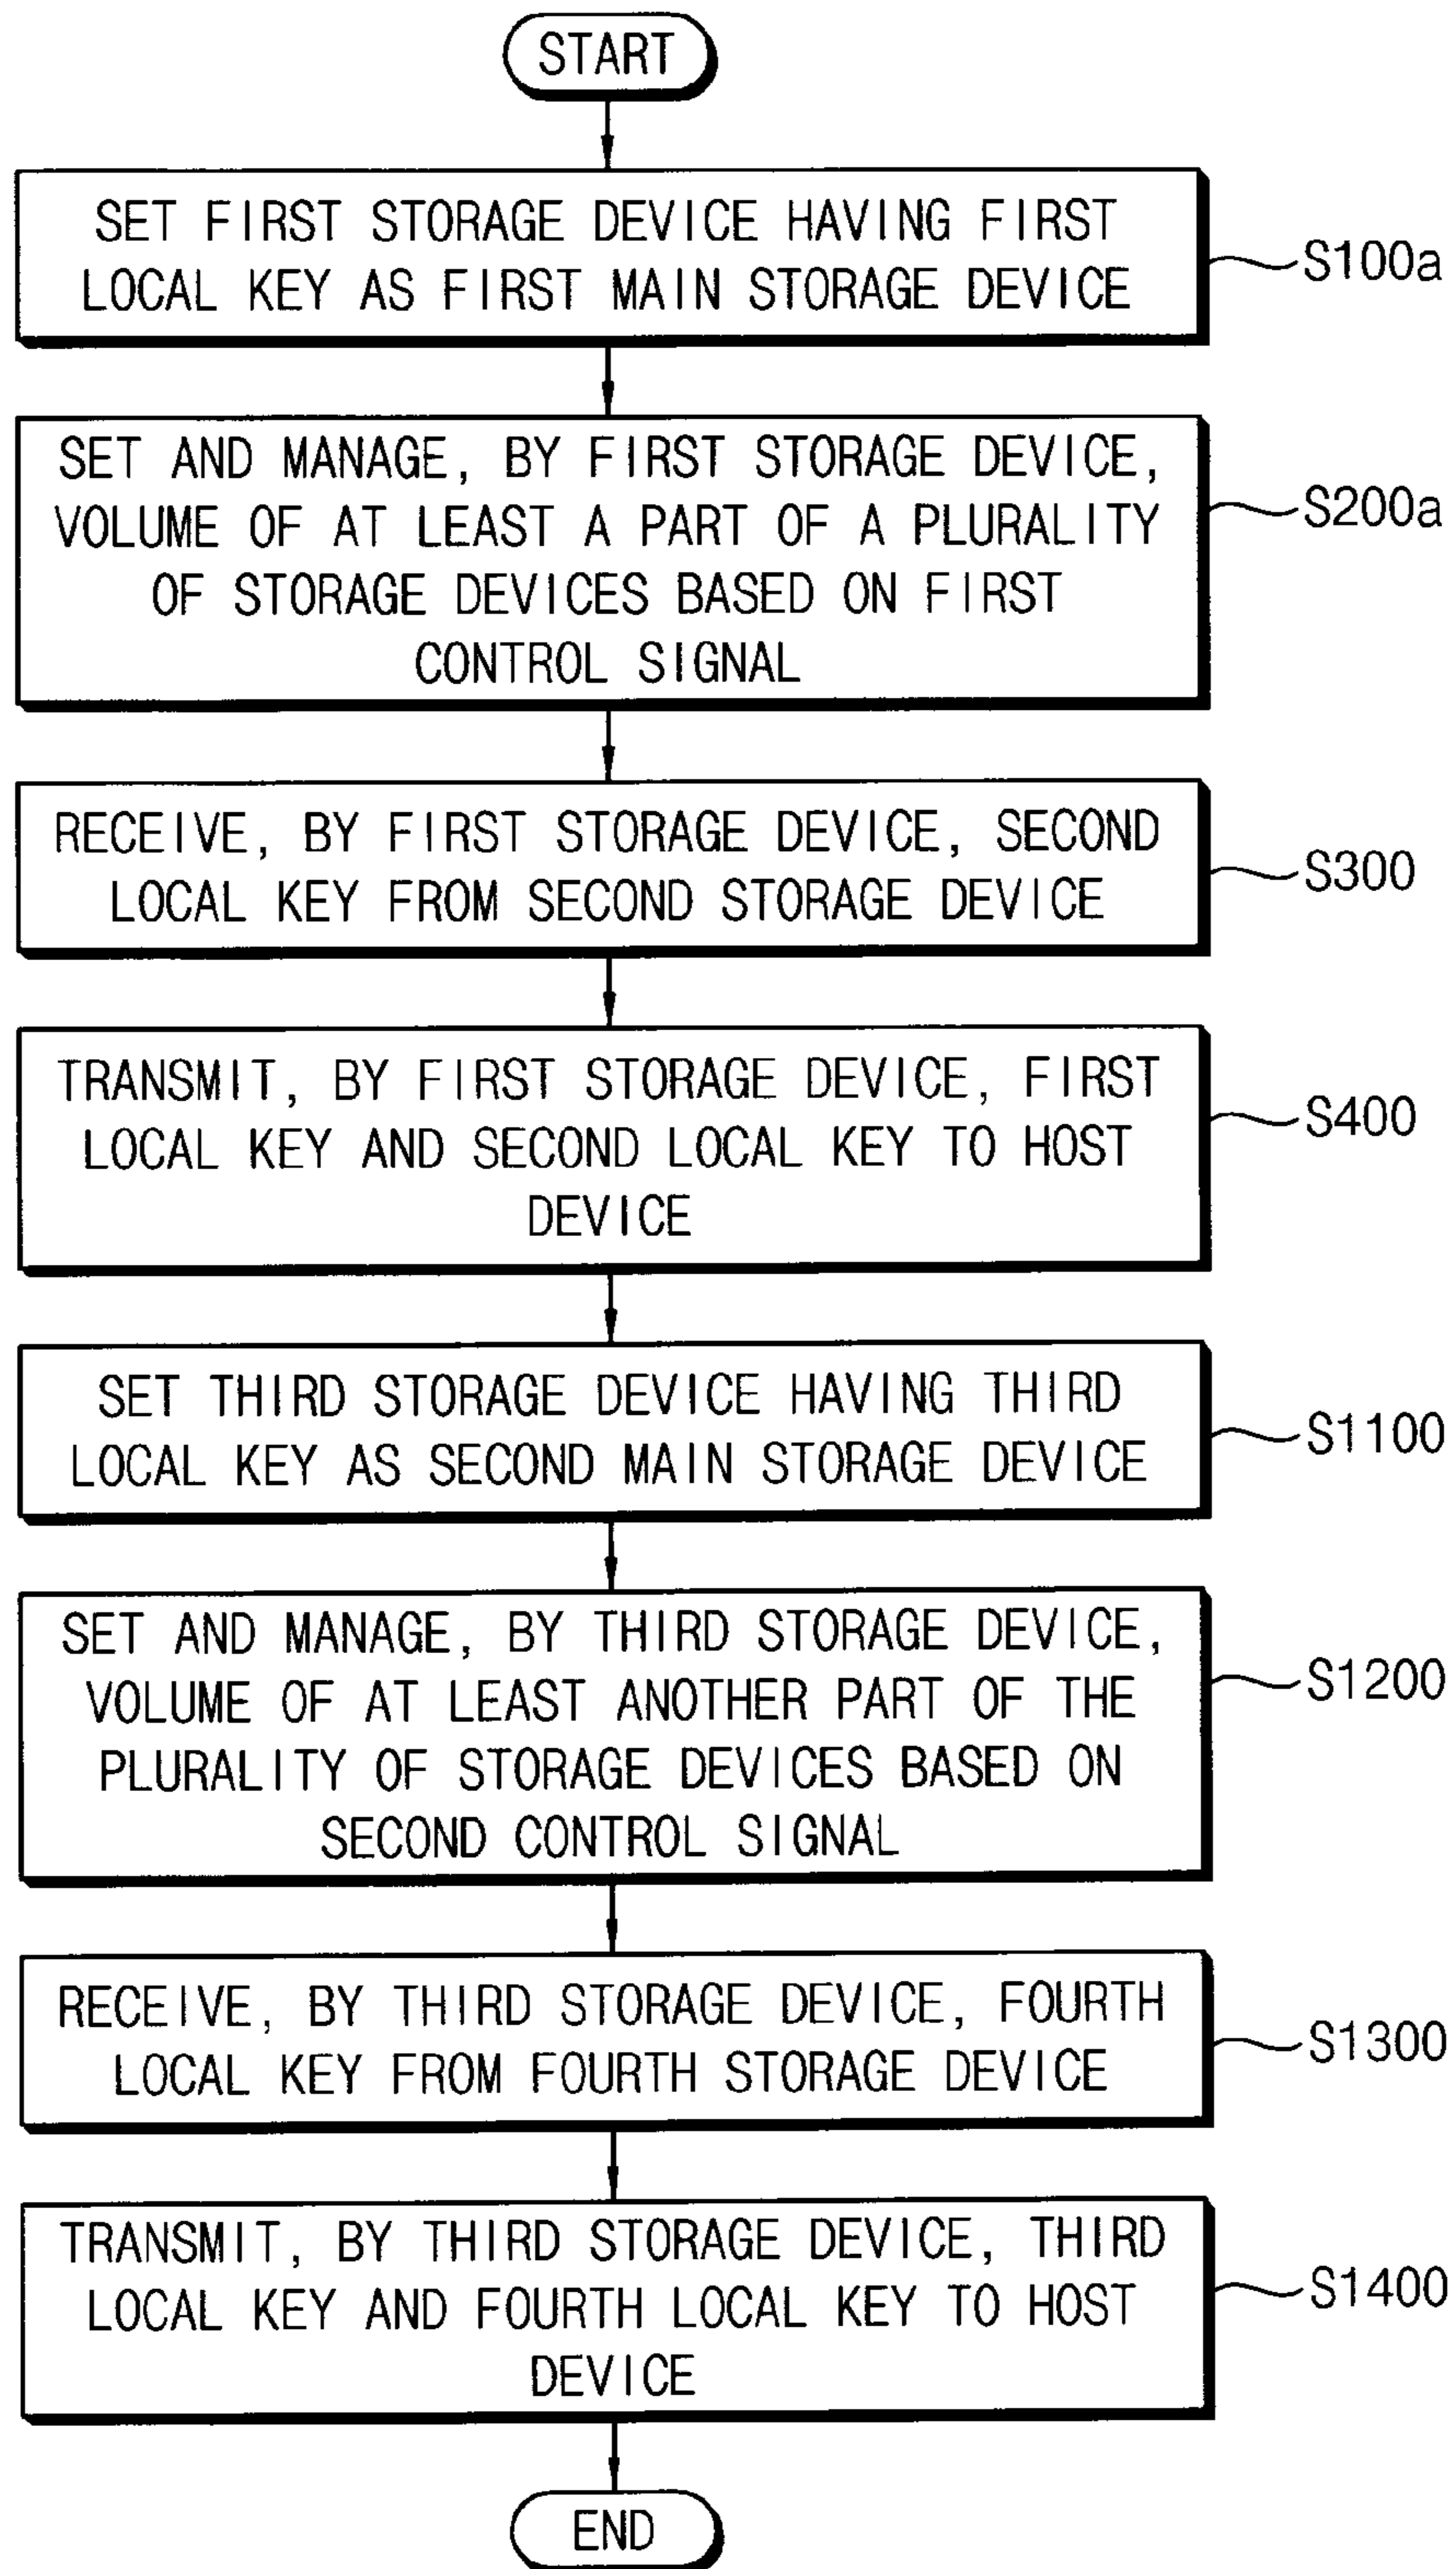 START
SET FIRST STORAGE DEVICE HAVING FIRST
LOCAL KEY AS FIRST MAIN STORAGE DEVICE
S100a
SET AND MANAGE, BY FIRST STORAGE DEVICE,
VOLUME OF AT LEAST A PART OF A PLURALITY
OF STORAGE DEVICES BASED ON FIRST
CONTROL SIGNAL
S200a
RECEIVE, BY FIRST STORAGE DEVICE, SECOND
LOCAL KEY FROM SECOND STORAGE DEVICE
S300
TRANSMIT, BY FIRST STORAGE DEVICE, FIRST
LOCAL KEY AND SECOND LOCAL KEY TO HOST
DEVICE
S400
SET THIRD STORAGE DEVICE HAVING THIRD
LOCAL KEY AS SECOND MAIN STORAGE DEVICE
S1100
SET AND MANAGE, BY THIRD STORAGE DEVICE,
VOLUME OF AT LEAST ANOTHER PART OF THE
PLURALITY OF STORAGE DEVICES BASED ON
SECOND CONTROL SIGNAL
S1200
RECEIVE, BY THIRD STORAGE DEVICE, FOURTH
LOCAL KEY FROM FOURTH STORAGE DEVICE
S1300
TRANSMIT, BY THIRD STORAGE DEVICE, THIRD
LOCAL KEY AND FOURTH LOCAL KEY TO HOST
DEVICE
S1400
END